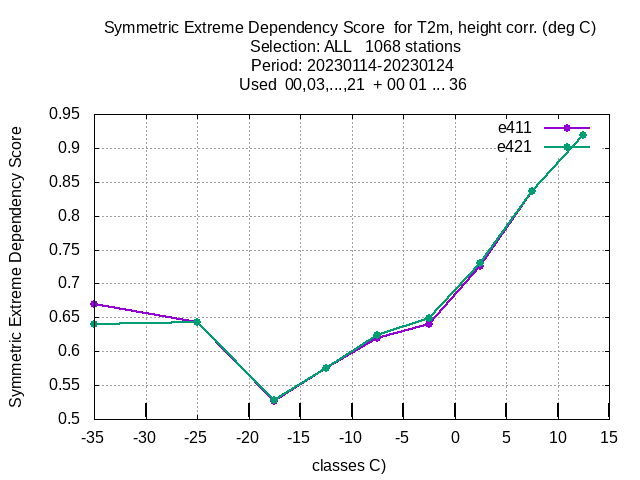 Symmetric Extreme Dependency Score  for T2m, height corr. (deg C)
Selection: ALL   1068 stations
Period: 20230114-20230124
Used  00,03,...,21  + 00 01 ... 36
e411
e421
Symmetric Extreme Dependency Score
0.95
0.9
0.85
0.8
0.75
0.7
0.65
0.6
0.55
0.5
-35 -30 -25 -20 -15 -10 -5 0 5 10 15
classes C)